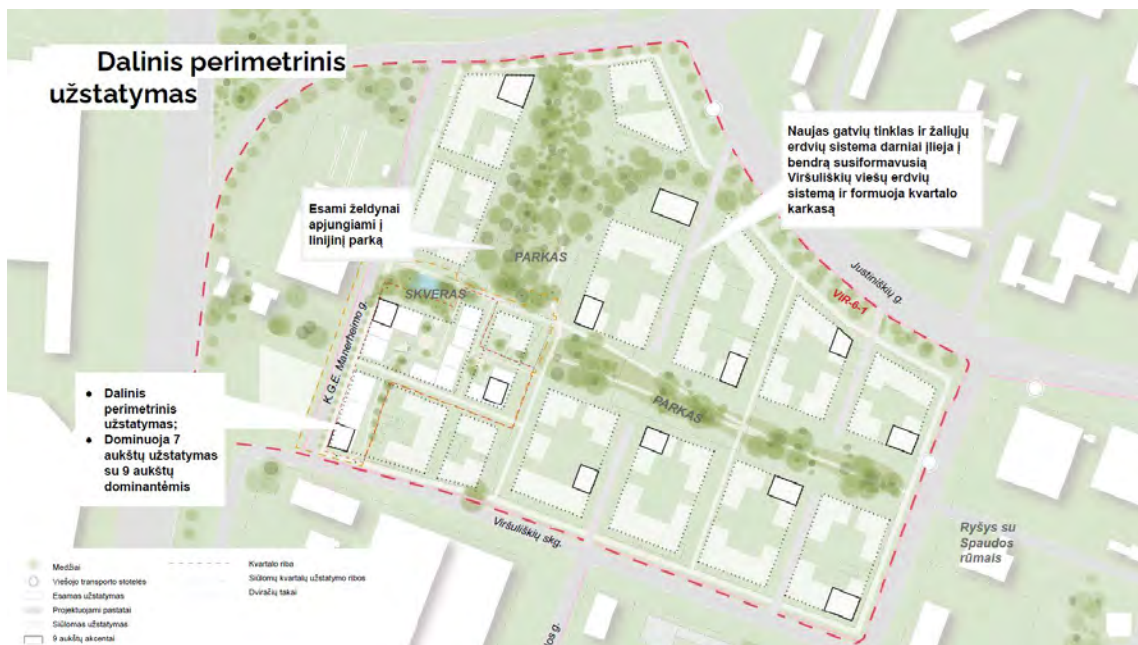 Dalinis perimetrinis
užstatymas
Naujas gatvių tinklas ir žaliųjų
erdvių sistema darniai įlieja į
bendrą susiformavusią
Viršuliškių viešų erdvių
sistemą ir formuoja kvartalo
karkasą
Esami želdynai
apjungiami į
linijinį parką
PARKAS
SKVERAS
Justiniškių g.
VIR-6-1
K.G.E. Manerheimo g.
PARKAS
● Dalinis
perimetrinis
užstatymas;
● Dominuoja 7
aukštų užstatymas
su 9 aukštų
dominantėmis
Viršuliškių skg.
Ryšys su
Spaudos
rūmais
os g.
Medžiai
Viešojo transporto stotelės
Esamas užstatymas
Projektuojami pastatai
Siūlomas užstatymas
9 aukštų akcentai
Kvartalo riba
Siūlomų kvartalų užstatymo ribos
Dviračių takai